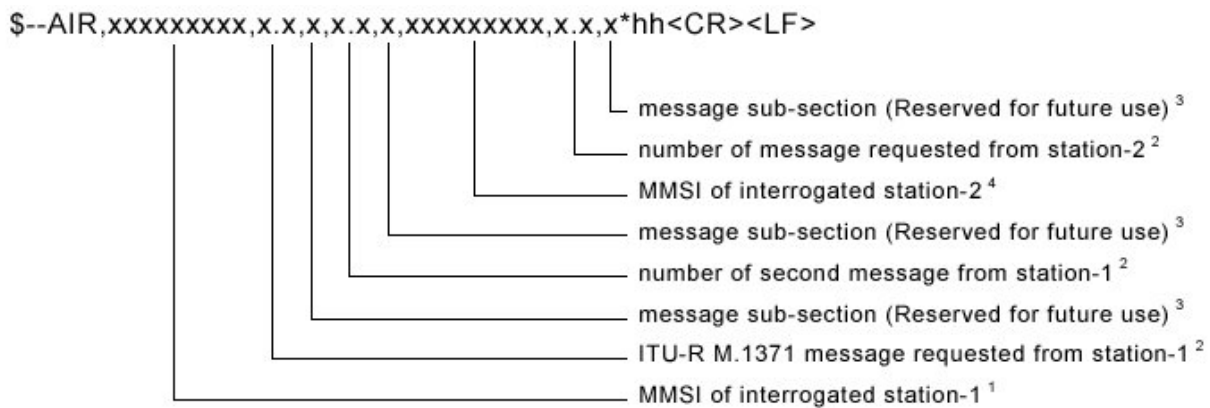 $--AIR,xxxxxxxxx,x.x,x,x.x,x,xxxxxxxxx,x.x,x*hh<CR><LF>
message sub-section (Reserved for future use) 3
number of message requested from station-2 2
MMSI of interrogated station-2 4
message sub-section (Reserved for future use) 3
number of second message from station-1 2
message sub-section (Reserved for future use) 3
ITU-R M.1371 message requested from station-1 2
MMSI of interrogated station-1 1